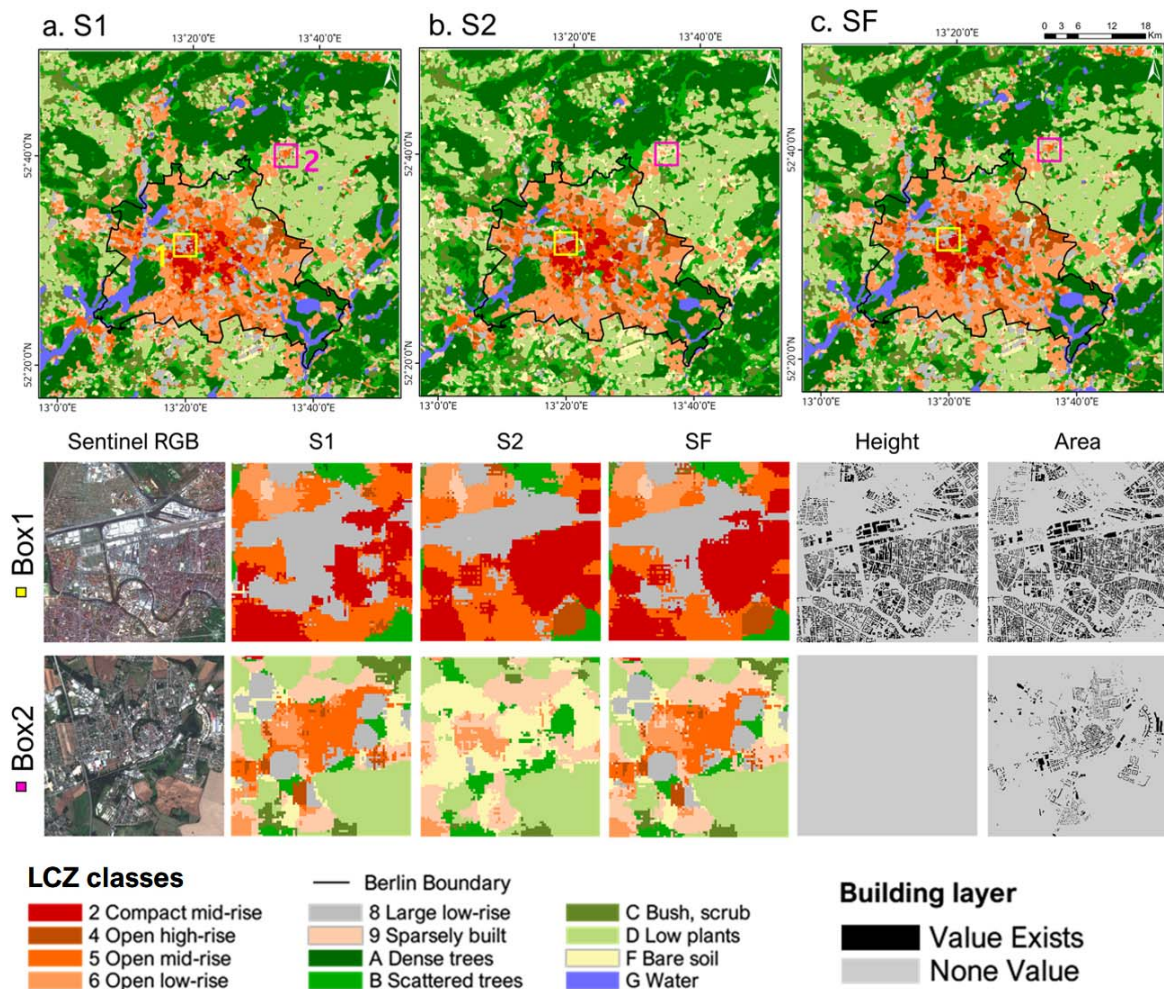 a. S1
b. S2
c. SF
0 3 6 12 18
Km
13°20'0"E 13°40'0"E
13°20'0"E 13°40'0"E
13°20'0"E
52°40'0"N
52°20'0"N
52°40'0"N
52°20'0"N
52°40'0"N
52°20'0"N
2
1
13°0'0"E 13°20'0"E 13°40'0"E
13°0'0"E 13°20'0"E 13°40'0"E
13°0'0"E 13°20'0"E 13°40'0"E
Sentinel RGB S1 S2 SF Height Area
Box1
Box2
LCZ classes
2 Compact mid-rise
4 Open high-rise
5 Open mid-rise
6 Open low-rise
Berlin Boundary
8 Large low-rise
9 Sparsely built
A Dense trees
B Scattered trees
C Bush, scrub
D Low plants
F Bare soil
G Water
Building layer
Value Exists
None Value